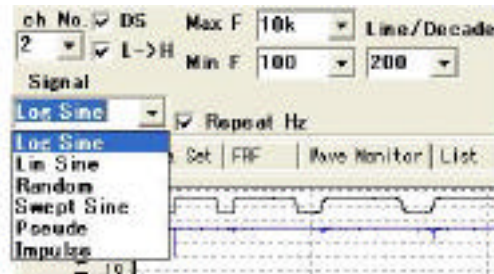 ch No. DS Max F 10k Line/Decade
2 L->H Min F 100 200
Signal
Log Sine Repeat Hz
Log Sine
Lin Sine
Random
Swept Sine
Pseude
Impulse
Set | FRF | Wave Monitor | List